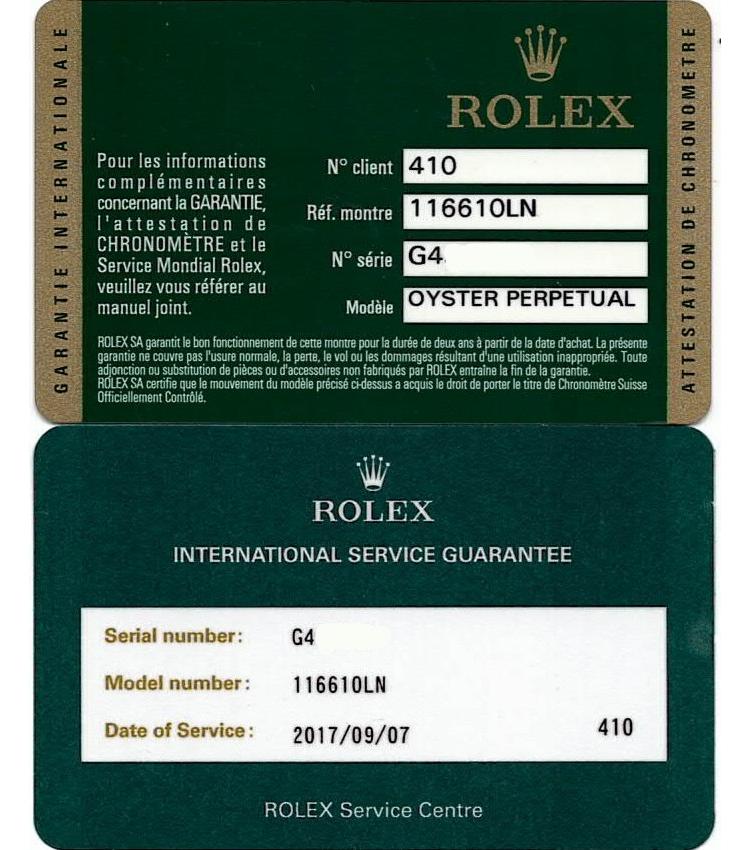 GARANTIE INTERNATIONALE
ROLEX
Pour les informations
complémentaires
concernant la GARANTIE,
l'attestation de
CHRONOMÈTRE et le
Service Mondial Rolex,
veuillez vous référer au
manuel joint.
N° client 410
Réf. montre 116610LN
N° série G4
Modèle OYSTER PERPETUAL
ROLEX SA garantit le bon fonctionnement de cette montre pour la durée de deux ans à partir de la date d'achat. La présente
garantie ne couvre pas l'usure normale, la perte, le vol ou les dommages résultant d'une utilisation inappropriée. Toute
adjonction ou substitution de pièces ou d'accessoires non fabriqués par ROLEX entraîne la fin de la garantie.
ROLEX SA certifie que le mouvement du modèle précisé ci-dessus a acquis le droit de porter le titre de Chronomètre Suisse
Officiellement Contrôlé.
ATTESTATION DE CHRONOMETRE
ROLEX
INTERNATIONAL SERVICE GUARANTEE
Serial number: G4
Model number: 116610LN
Date of Service: 2017/09/07 410
ROLEX Service Centre